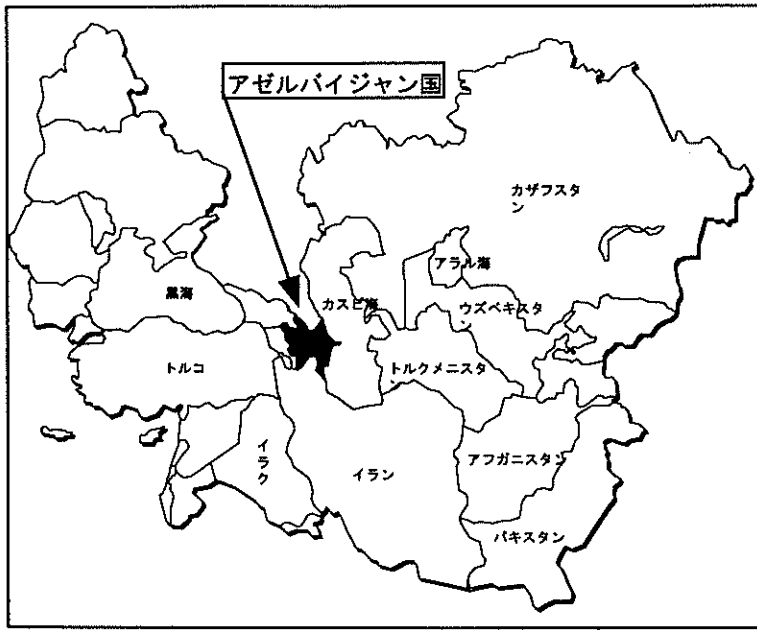 アゼルバイジャン国
カザフスタ
ン
アラル海
黒海
カスピ海
ウズベキスタ
ン
トルコ
トルクメニスタ
イラク
イラン
アフガニスタン
パキスタン